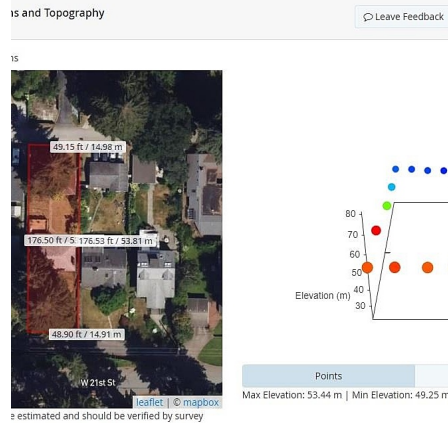 ns and Topography
Leave Feedback
ns
49.15 ft / 14.98 m
176.50 ft / 5
176.53 ft / 53.81 m
48.90 ft / 14.91 m
W 21st St
leaflet | © mapbox
e estimated and should be verified by survey
80
70
60
50
40
30
Elevation (m)
Points
Max Elevation: 53.44 m | Min Elevation: 49.25 m